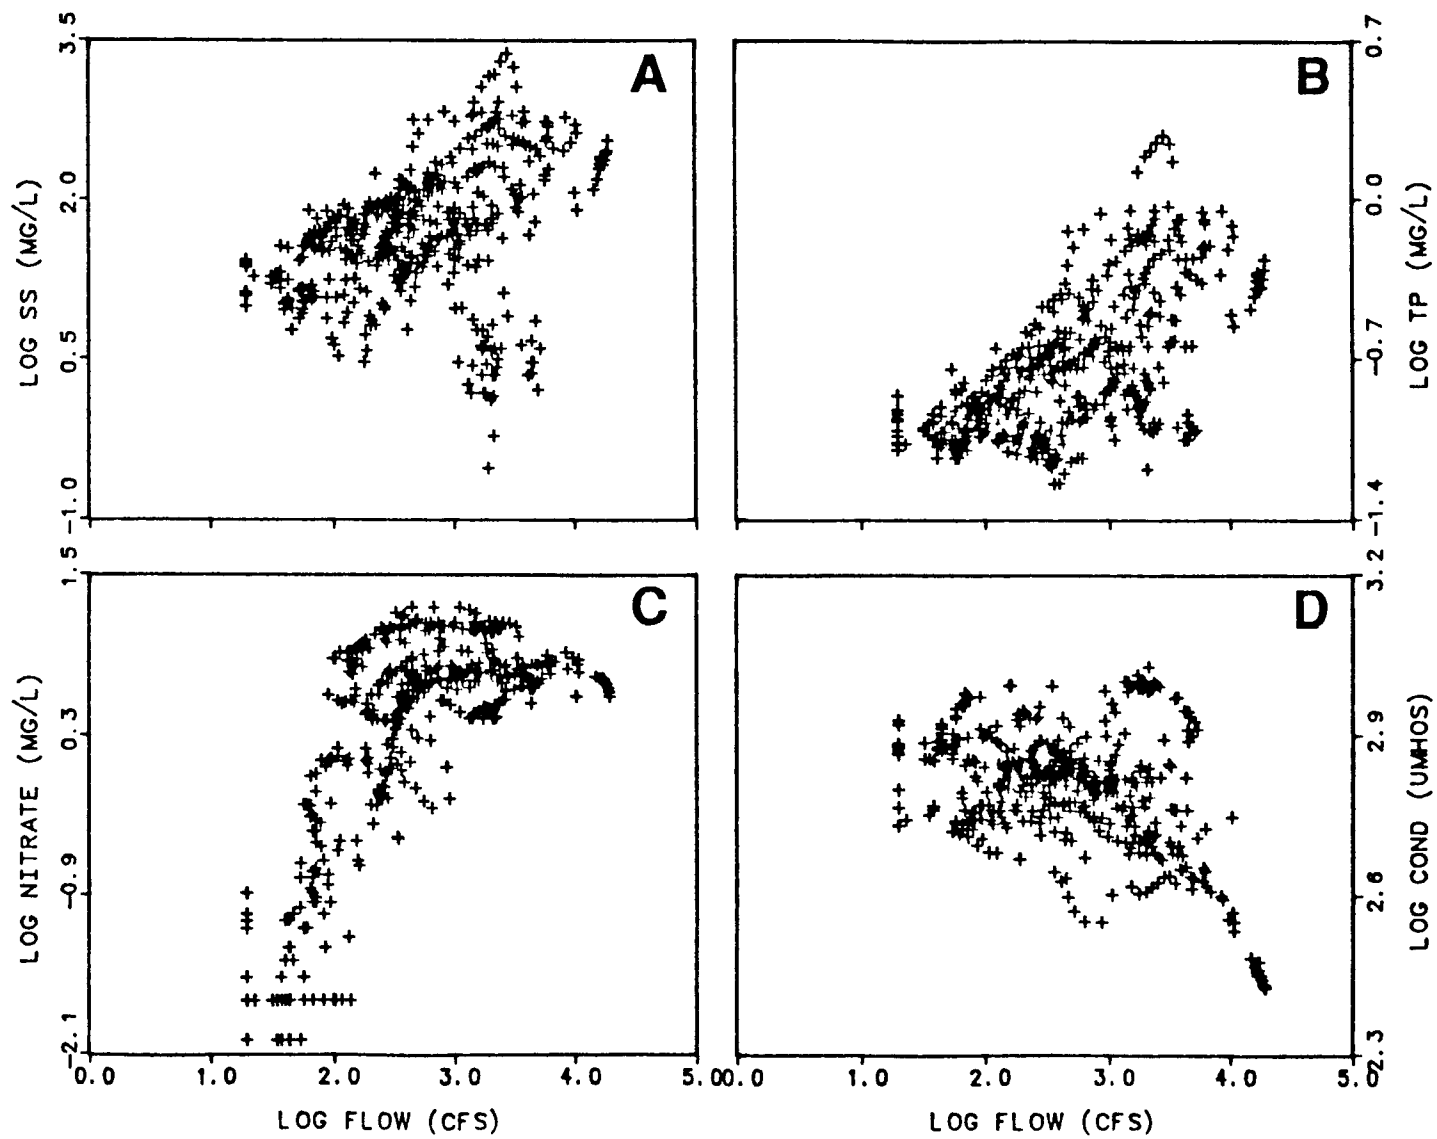 A
3.5
2.0
0.5
-1.0
LOG SS (MG/L)
B
0.7
0.0
-0.7
-1.4
LOG TP (MG/L)
C
1.5
0.3
-0.9
-2.1
LOG NITRATE (MG/L)
D
3.2
2.9
2.6
2.3
LOG COND (UMHOS)
0.0 1.0 2.0 3.0 4.0 5.0
LOG FLOW (CFS)
0.0 1.0 2.0 3.0 4.0 5.0
LOG FLOW (CFS)